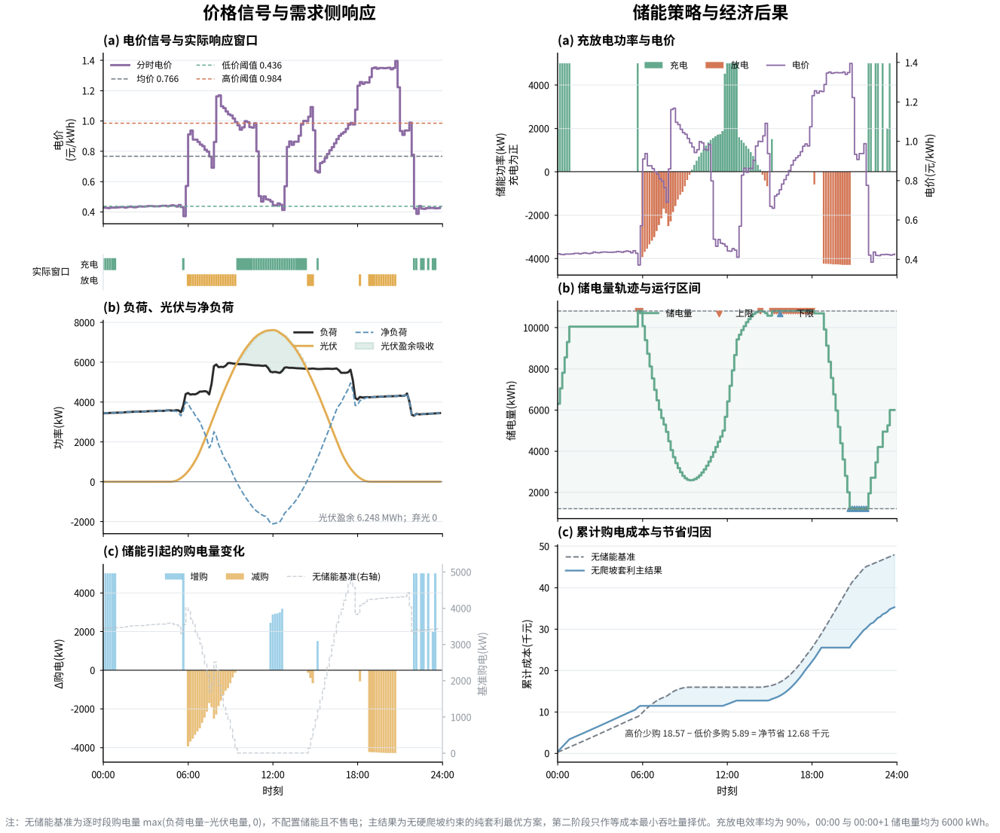 价格信号与需求侧响应
(a) 电价信号与实际响应窗口
分时电价
均价 0.766
低价阈值 0.436
高价阈值 0.984
电价
(元/kWh)
1.4
1.2
1.0
0.8
0.6
0.4
实际窗口
充电
放电
(b) 负荷、光伏与净负荷
负荷
光伏
净负荷
光伏盈余吸收
功率(kW)
8000
6000
4000
2000
0
-2000
光伏盈余 6.248 MWh；弃光 0
(c) 储能引起的购电量变化
增购
减购
无储能基准(右轴)
Δ购电(kW)
4000
2000
0
-2000
-4000
5000
4000
3000
2000
1000
0
基准购电(kW)
00:00
06:00
12:00
18:00
24:00
时刻
储能策略与经济后果
(a) 充放电功率与电价
充电
放电
电价
储能功率(kW)
充电为正
4000
2000
0
-2000
-4000
1.4
1.2
1.0
0.8
0.6
0.4
电价(元/kWh)
(b) 储电量轨迹与运行区间
储电量
上限
下限
储电量(kWh)
10000
8000
6000
4000
2000
(c) 累计购电成本与节省归因
无储能基准
无爬坡套利主结果
累计成本(千元)
50
40
30
20
10
0
高价少购 18.57 − 低价多购 5.89 = 净节省 12.68 千元
00:00
06:00
12:00
18:00
24:00
时刻
注：无储能基准为逐时段购电量 max(负荷电量−光伏电量, 0)，不配置储能且不售电；主结果为无硬爬坡约束的纯套利最优方案，第二阶段只作等成本最小吞吐量择优。充放电效率均为 90%，00:00 与 00:00+1 储电量均为 6000 kWh。